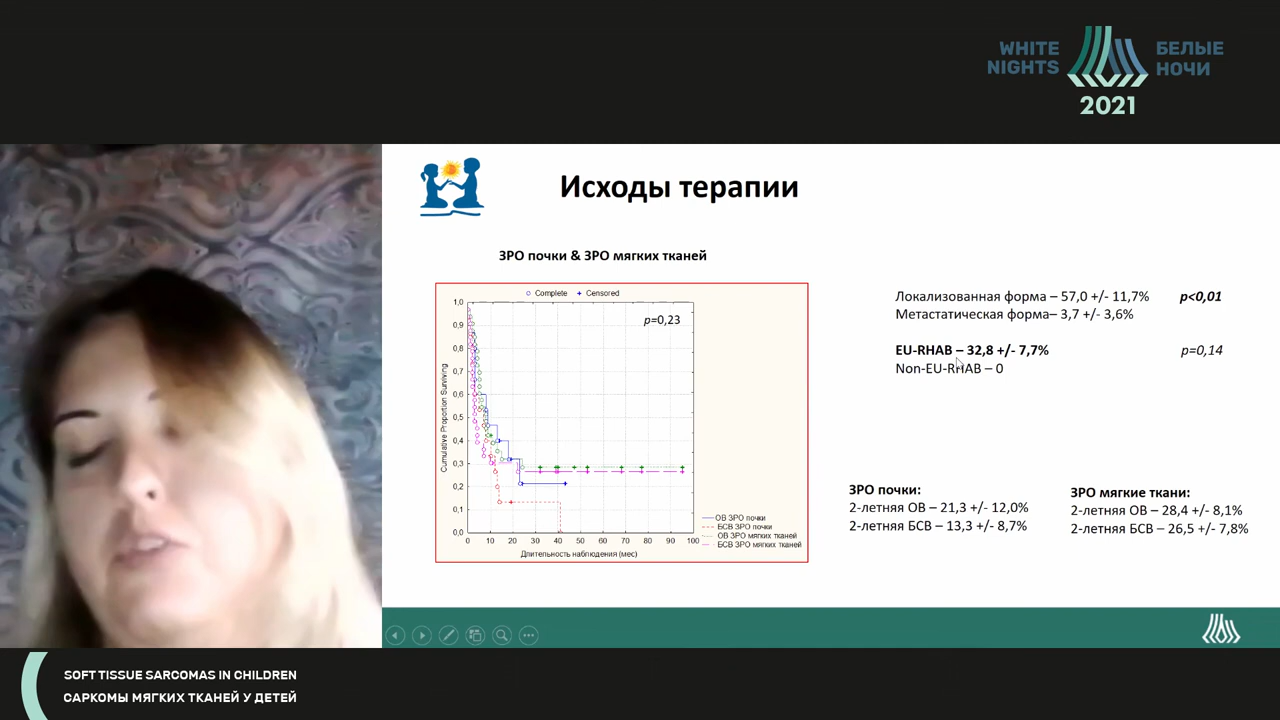 WHITE
NIGHTS
БЕЛЫЕ
НОЧИ
2021
Исходы терапии
ЗРО почки & ЗРО мягких тканей
Complete
Censored
p=0,23
Cumulative Proportion Surviving
1,0
0,9
0,8
0,7
0,6
0,5
0,4
0,3
0,2
0,1
0,0
0 10 20 30 40 50 60 70 80 90 100
Длительность наблюдения (мес)
ОВ ЗРО почки
БСВ ЗРО почки
ОВ ЗРО мягких тканей
БСВ ЗРО мягких тканей
Локализованная форма – 57,0 +/- 11,7% p<0,01
Метастатическая форма– 3,7 +/- 3,6%
EU-RHAB – 32,8 +/- 7,7% p=0,14
Non-EU-RHAB – 0
ЗРО почки:
2-летняя ОВ – 21,3 +/- 12,0%
2-летняя БСВ – 13,3 +/- 8,7%
ЗРО мягкие ткани:
2-летняя ОВ – 28,4 +/- 8,1%
2-летняя БСВ – 26,5 +/- 7,8%
SOFT TISSUE SARCOMAS IN CHILDREN
САРКОМЫ МЯГКИХ ТКАНЕЙ У ДЕТЕЙ